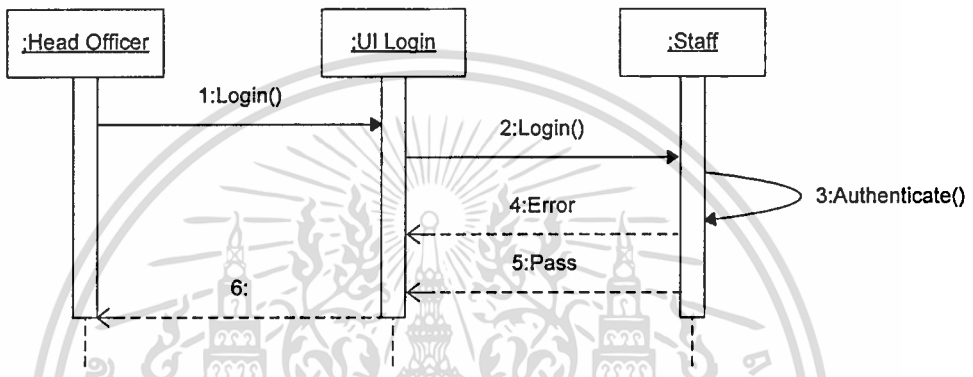 :Head Officer
:UI Login
:Staff
1:Login()
2:Login()
3:Authenticate()
4:Error
5:Pass
6: